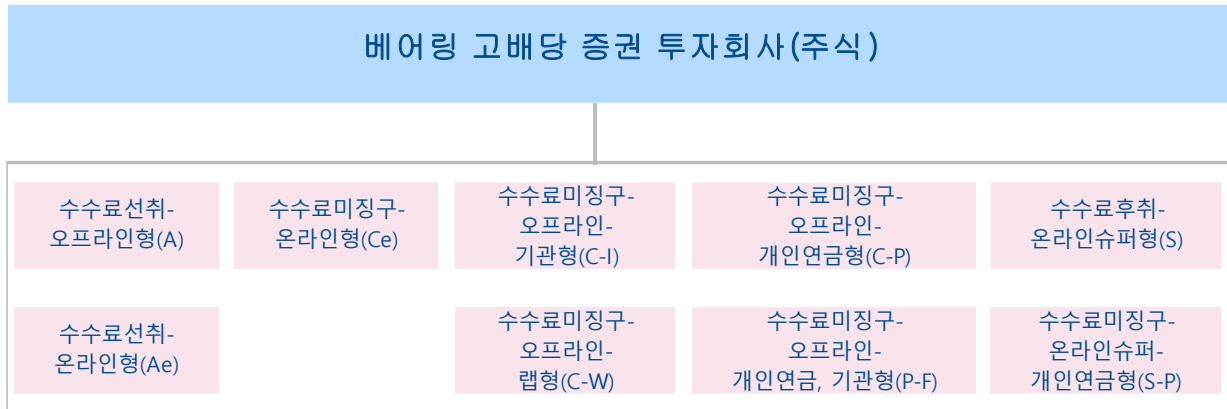 베어링 고배당 증권 투자회사(주식)
수수료선취-
오프라인형(A)
수수료미징구-
온라인형(Ce)
수수료미징구-
오프라인-
기관형(C-I)
수수료미징구-
오프라인-
개인연금형(C-P)
수수료후취-
온라인슈퍼형(S)
수수료선취-
온라인형(Ae)
수수료미징구-
오프라인-
랩형(C-W)
수수료미징구-
오프라인-
개인연금, 기관형(P-F)
수수료미징구-
온라인슈퍼-
개인연금형(S-P)